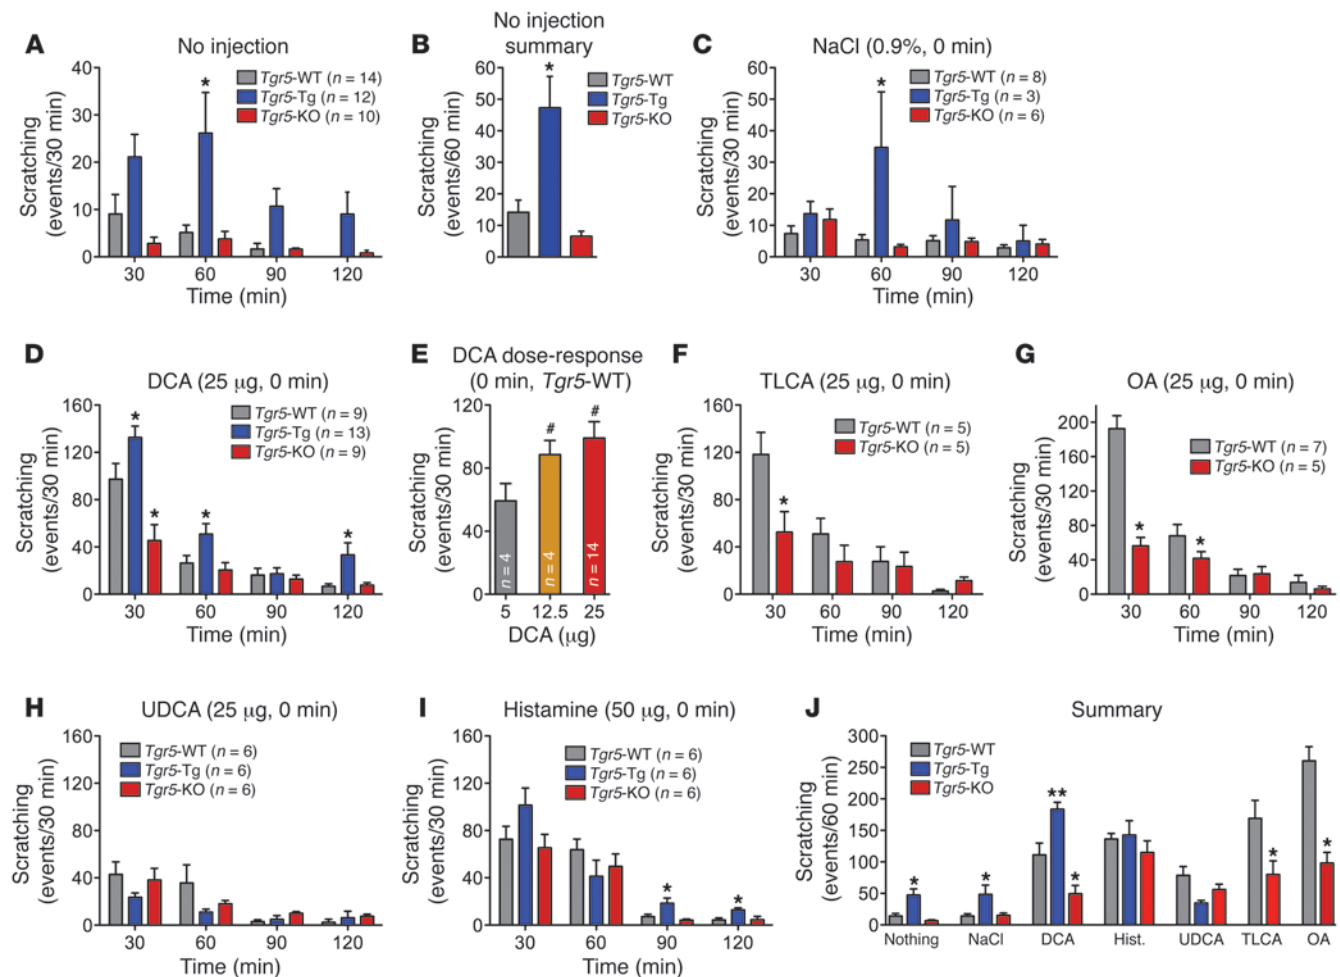 A
No injection
Scratching
(events/30 min)
40
30
20
10
0
Tgr5-WT (n = 14)
Tgr5-Tg (n = 12)
Tgr5-KO (n = 10)
*
30 60 90 120
Time (min)
B
No injection
summary
Scratching
(events/60 min)
60
50
40
30
20
10
0
*
Tgr5-WT
Tgr5-Tg
Tgr5-KO
C
NaCl (0.9%, 0 min)
Scratching
(events/30 min)
60
50
40
30
20
10
0
*
Tgr5-WT (n = 8)
Tgr5-Tg (n = 3)
Tgr5-KO (n = 6)
30 60 90 120
Time (min)
D
DCA (25 µg, 0 min)
Scratching
(events/30 min)
160
120
80
40
0
Tgr5-WT (n = 9)
Tgr5-Tg (n = 13)
Tgr5-KO (n = 9)
* * * *
30 60 90 120
Time (min)
E
DCA dose-response
(0 min, Tgr5-WT)
Scratching
(events/30 min)
120
80
40
0
# #
n = 4
n = 4
n = 14
5 12.5 25
DCA (µg)
F
TLCA (25 µg, 0 min)
Scratching
(events/30 min)
160
120
80
40
0
Tgr5-WT (n = 5)
Tgr5-KO (n = 5)
*
30 60 90 120
Time (min)
G
OA (25 µg, 0 min)
Scratching
(events/30 min)
200
160
120
80
40
0
Tgr5-WT (n = 7)
Tgr5-KO (n = 5)
* *
30 60 90 120
Time (min)
H
UDCA (25 µg, 0 min)
Scratching
(events/30 min)
160
120
80
40
0
Tgr5-WT (n = 6)
Tgr5-Tg (n = 6)
Tgr5-KO (n = 6)
30 60 90 120
Time (min)
I
Histamine (50 µg, 0 min)
Scratching
(events/30 min)
160
120
80
40
0
Tgr5-WT (n = 6)
Tgr5-Tg (n = 6)
Tgr5-KO (n = 6)
* *
30 60 90 120
Time (min)
J
Summary
Scratching
(events/60 min)
300
250
200
150
100
50
0
Tgr5-WT
Tgr5-Tg
Tgr5-KO
* * ** * * *
Nothing NaCl DCA Hist. UDCA TLCA OA